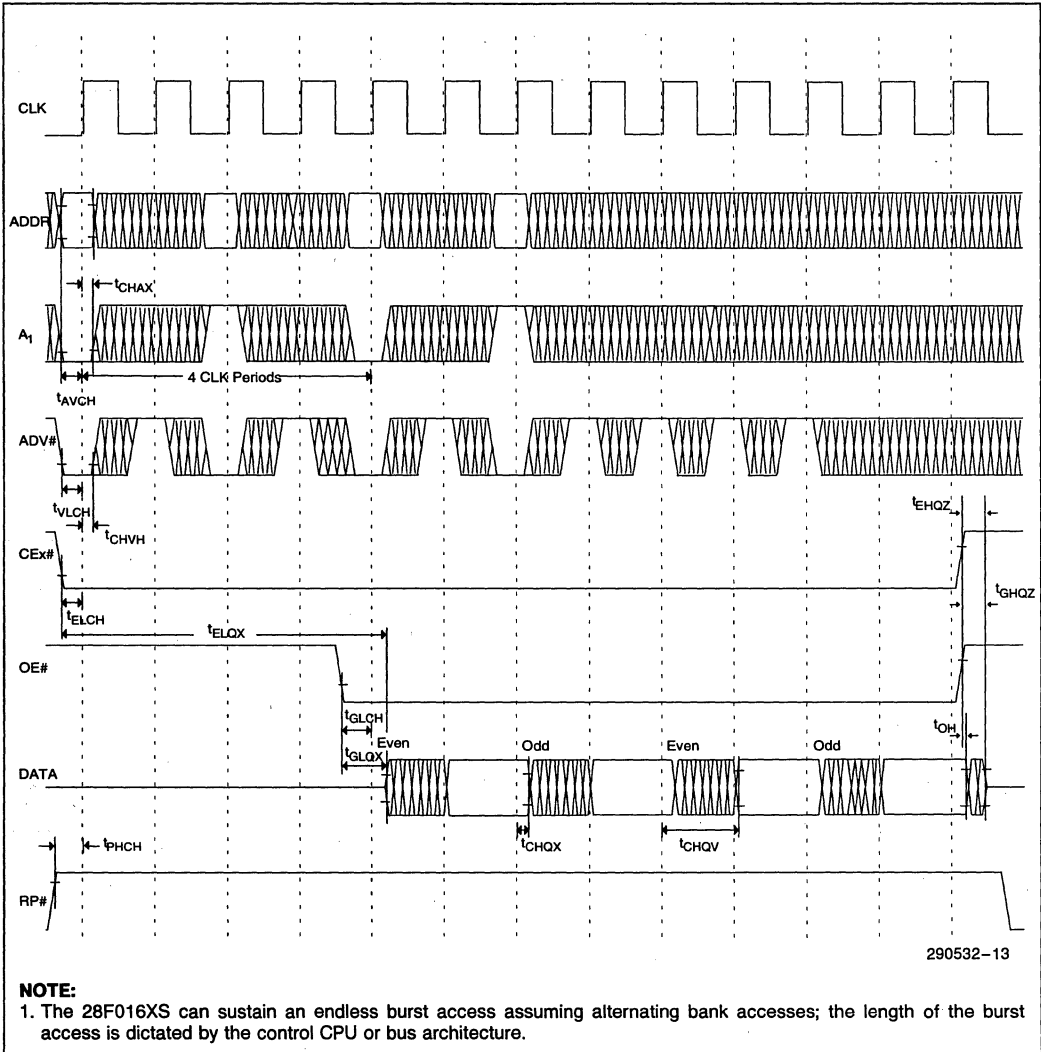 CLK
ADDR
tCHAX
A1
4 CLK Periods
tAVCH
ADV#
tVLCH
tCHVH
tEHQZ
CEx#
tGHQZ
tELCH
tELQX
OE#
tGLCH
tOH
tGLQX
Even
Odd
Even
Odd
DATA
tCHQX
tCHQV
tPHCH
RP#
290532–13
NOTE:
1. The 28F016XS can sustain an endless burst access assuming alternating bank accesses; the length of the burst
access is dictated by the control CPU or bus architecture.